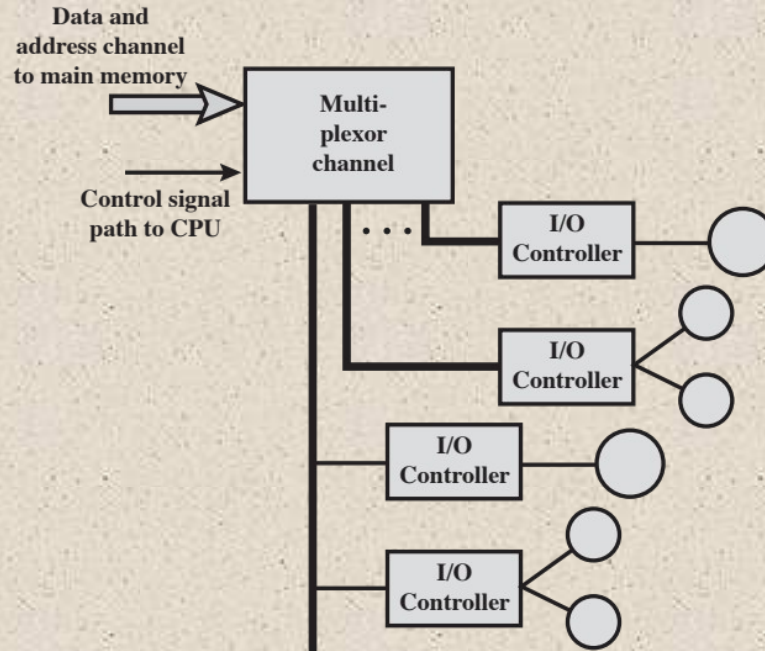 Data and
address channel
to main memory
Multi-
plexor
channel
Control signal
path to CPU
. . .
I/O
Controller
I/O
Controller
I/O
Controller
I/O
Controller